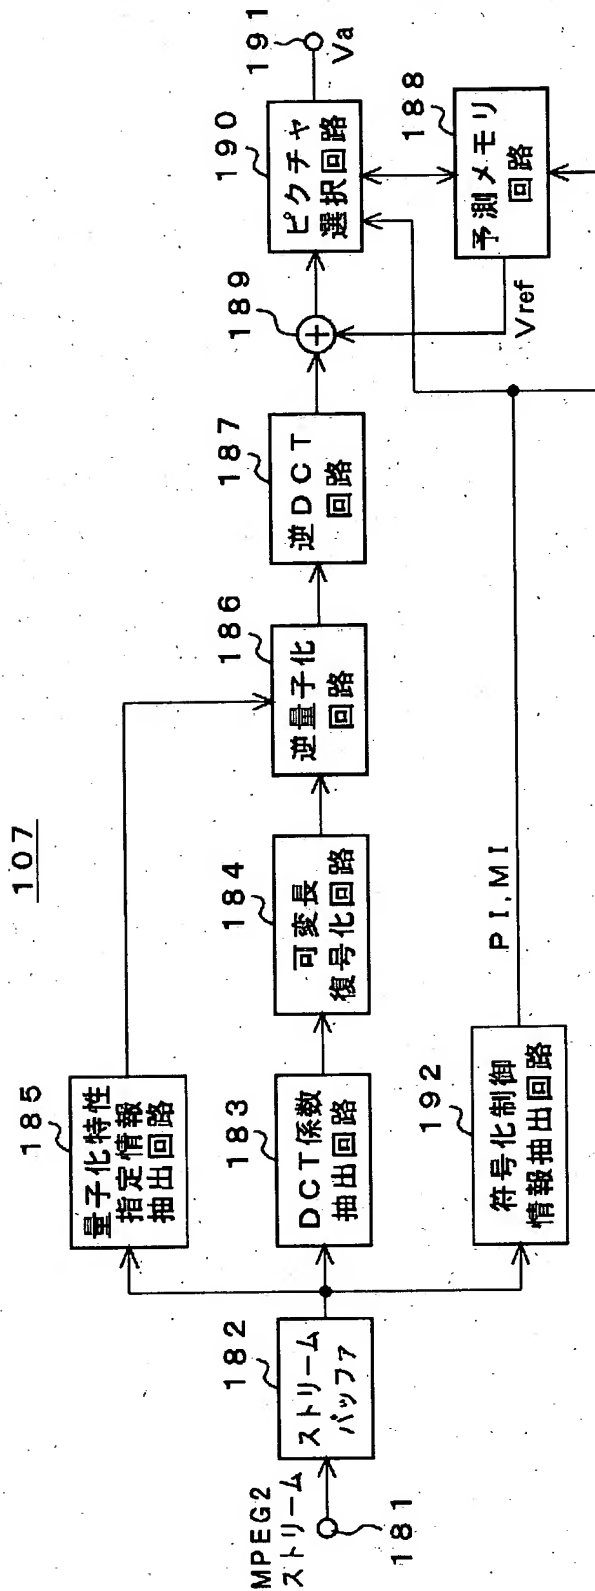 107
MPEG2
ストリーム
181
182
ストリーム
バッファ
185
量子化特性
指定情報
抽出回路
183
DCT係数
抽出回路
184
可変長
復号化回路
186
逆量子化
回路
187
逆DCT
回路
189
+
190
ピクチャ
選択回路
191
Va
188
予測メモリ
回路
Vref
192
符号化制御
情報抽出回路
PI,MI